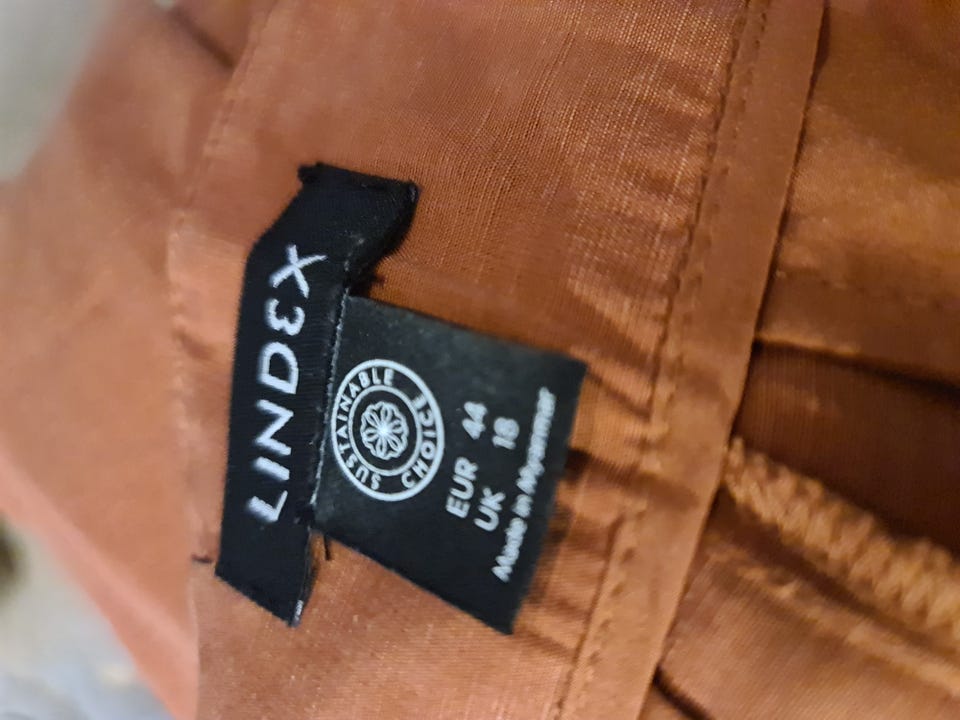 LINDEX
SUSTAINABLE CHOICE
EUR 44
UK 18
Made in Myanmar